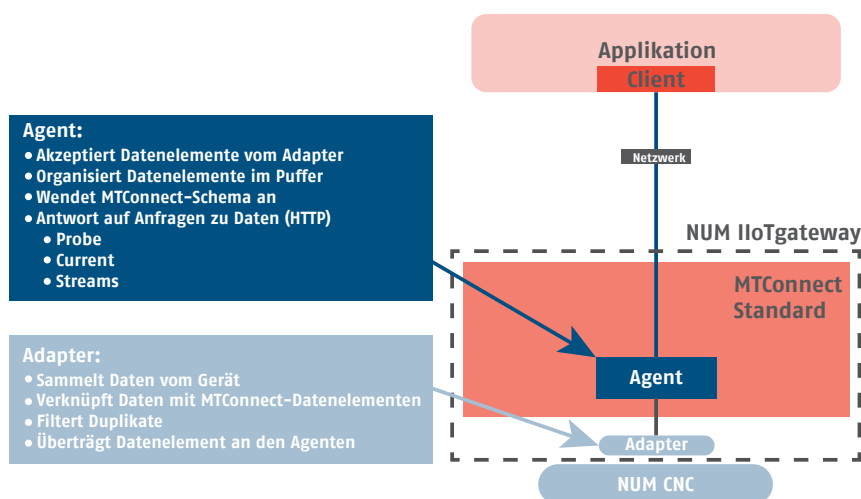 Applikation
Client
Agent:
• Akzeptiert Datenelemente vom Adapter
• Organisiert Datenelemente im Puffer
• Wendet MTConnect-Schema an
• Antwort auf Anfragen zu Daten (HTTP)
• Probe
• Current
• Streams
Netzwerk
NUM IIoTgateway
MTConnect
Standard
Agent
Adapter:
• Sammelt Daten vom Gerät
• Verknüpft Daten mit MTConnect-Datenelementen
• Filtert Duplikate
• Überträgt Datenelement an den Agenten
Adapter
NUM CNC